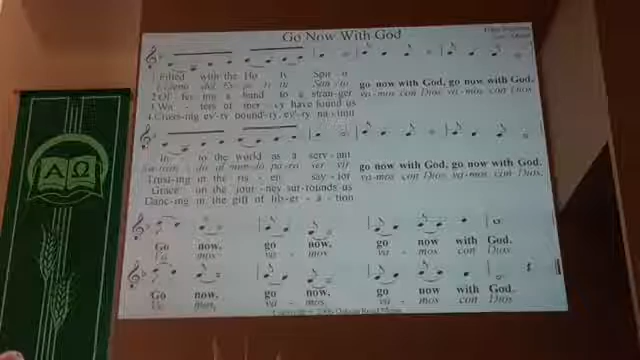 Go Now With God
1.Filled with the Ho - ly Spir - it
go now with God, go now with God.
va-mos con Dios va-mos con Dios.
2.Of - fer - ing a hand to a stran-ger
3.Wa - ters of mer - cy have found us
4.Cross-ing ev'-ry bound'ry, ev'ry na - tion
In - to the world as a serv - ant
go now with God, go now with God.
va-mos con Dios va-mos con Dios.
Trust-ing in the ris - en sav - ior
Grace on the jour-ney sur-rounds us
Danc-ing in the gift of lib-er - a - tion
Go now, go now, go now with God.
Va - mos, va - mos, va - mos con Dios
Go now, go now, go now with God.
Va - mos, va - mos, va - mos con Dios
Α Ω